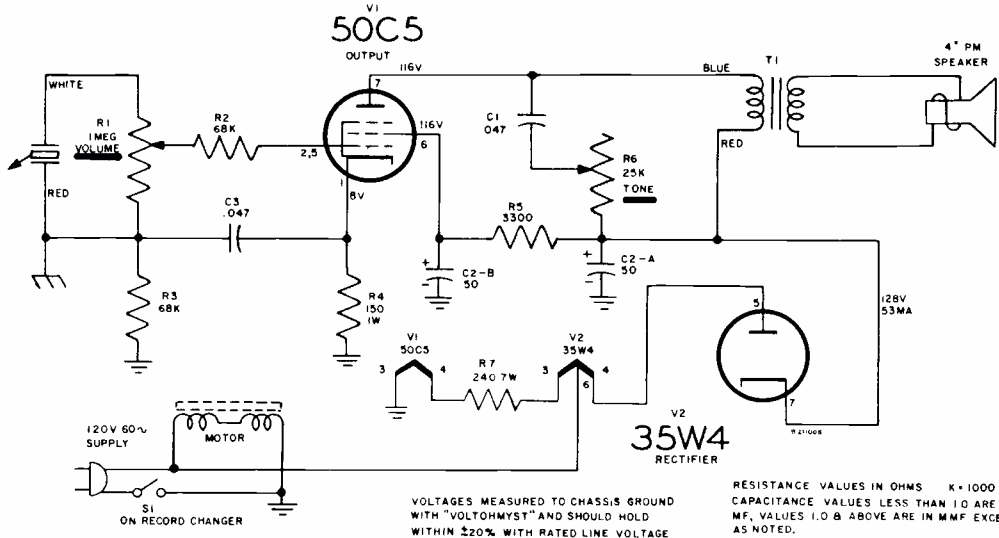 V1
50C5
OUTPUT
116V
7
BLUE
T1
4" PM
SPEAKER
WHITE
R1
1 MEG
VOLUME
R2
68K
2,5
116V
6
C1
.047
R6
25K
TONE
RED
RED
1
8V
C3
.047
R5
3300
C2-B
50
+
-
C2-A
50
+
-
R3
68K
R4
150
1W
128V
53MA
V1
50C5
3
4
R7
240 7W
V2
35W4
3
6
4
5
7
V2
35W4
RECTIFIER
120V 60~
SUPPLY
MOTOR
S1
ON RECORD CHANGER
VOLTAGES MEASURED TO CHASSIS GROUND
WITH "VOLTOHMYST" AND SHOULD HOLD
WITHIN ±20% WITH RATED LINE VOLTAGE
RESISTANCE VALUES IN OHMS K=1000
CAPACITANCE VALUES LESS THAN 1.0 ARE
MF, VALUES 1.0 & ABOVE ARE IN MMF EXCE
AS NOTED.